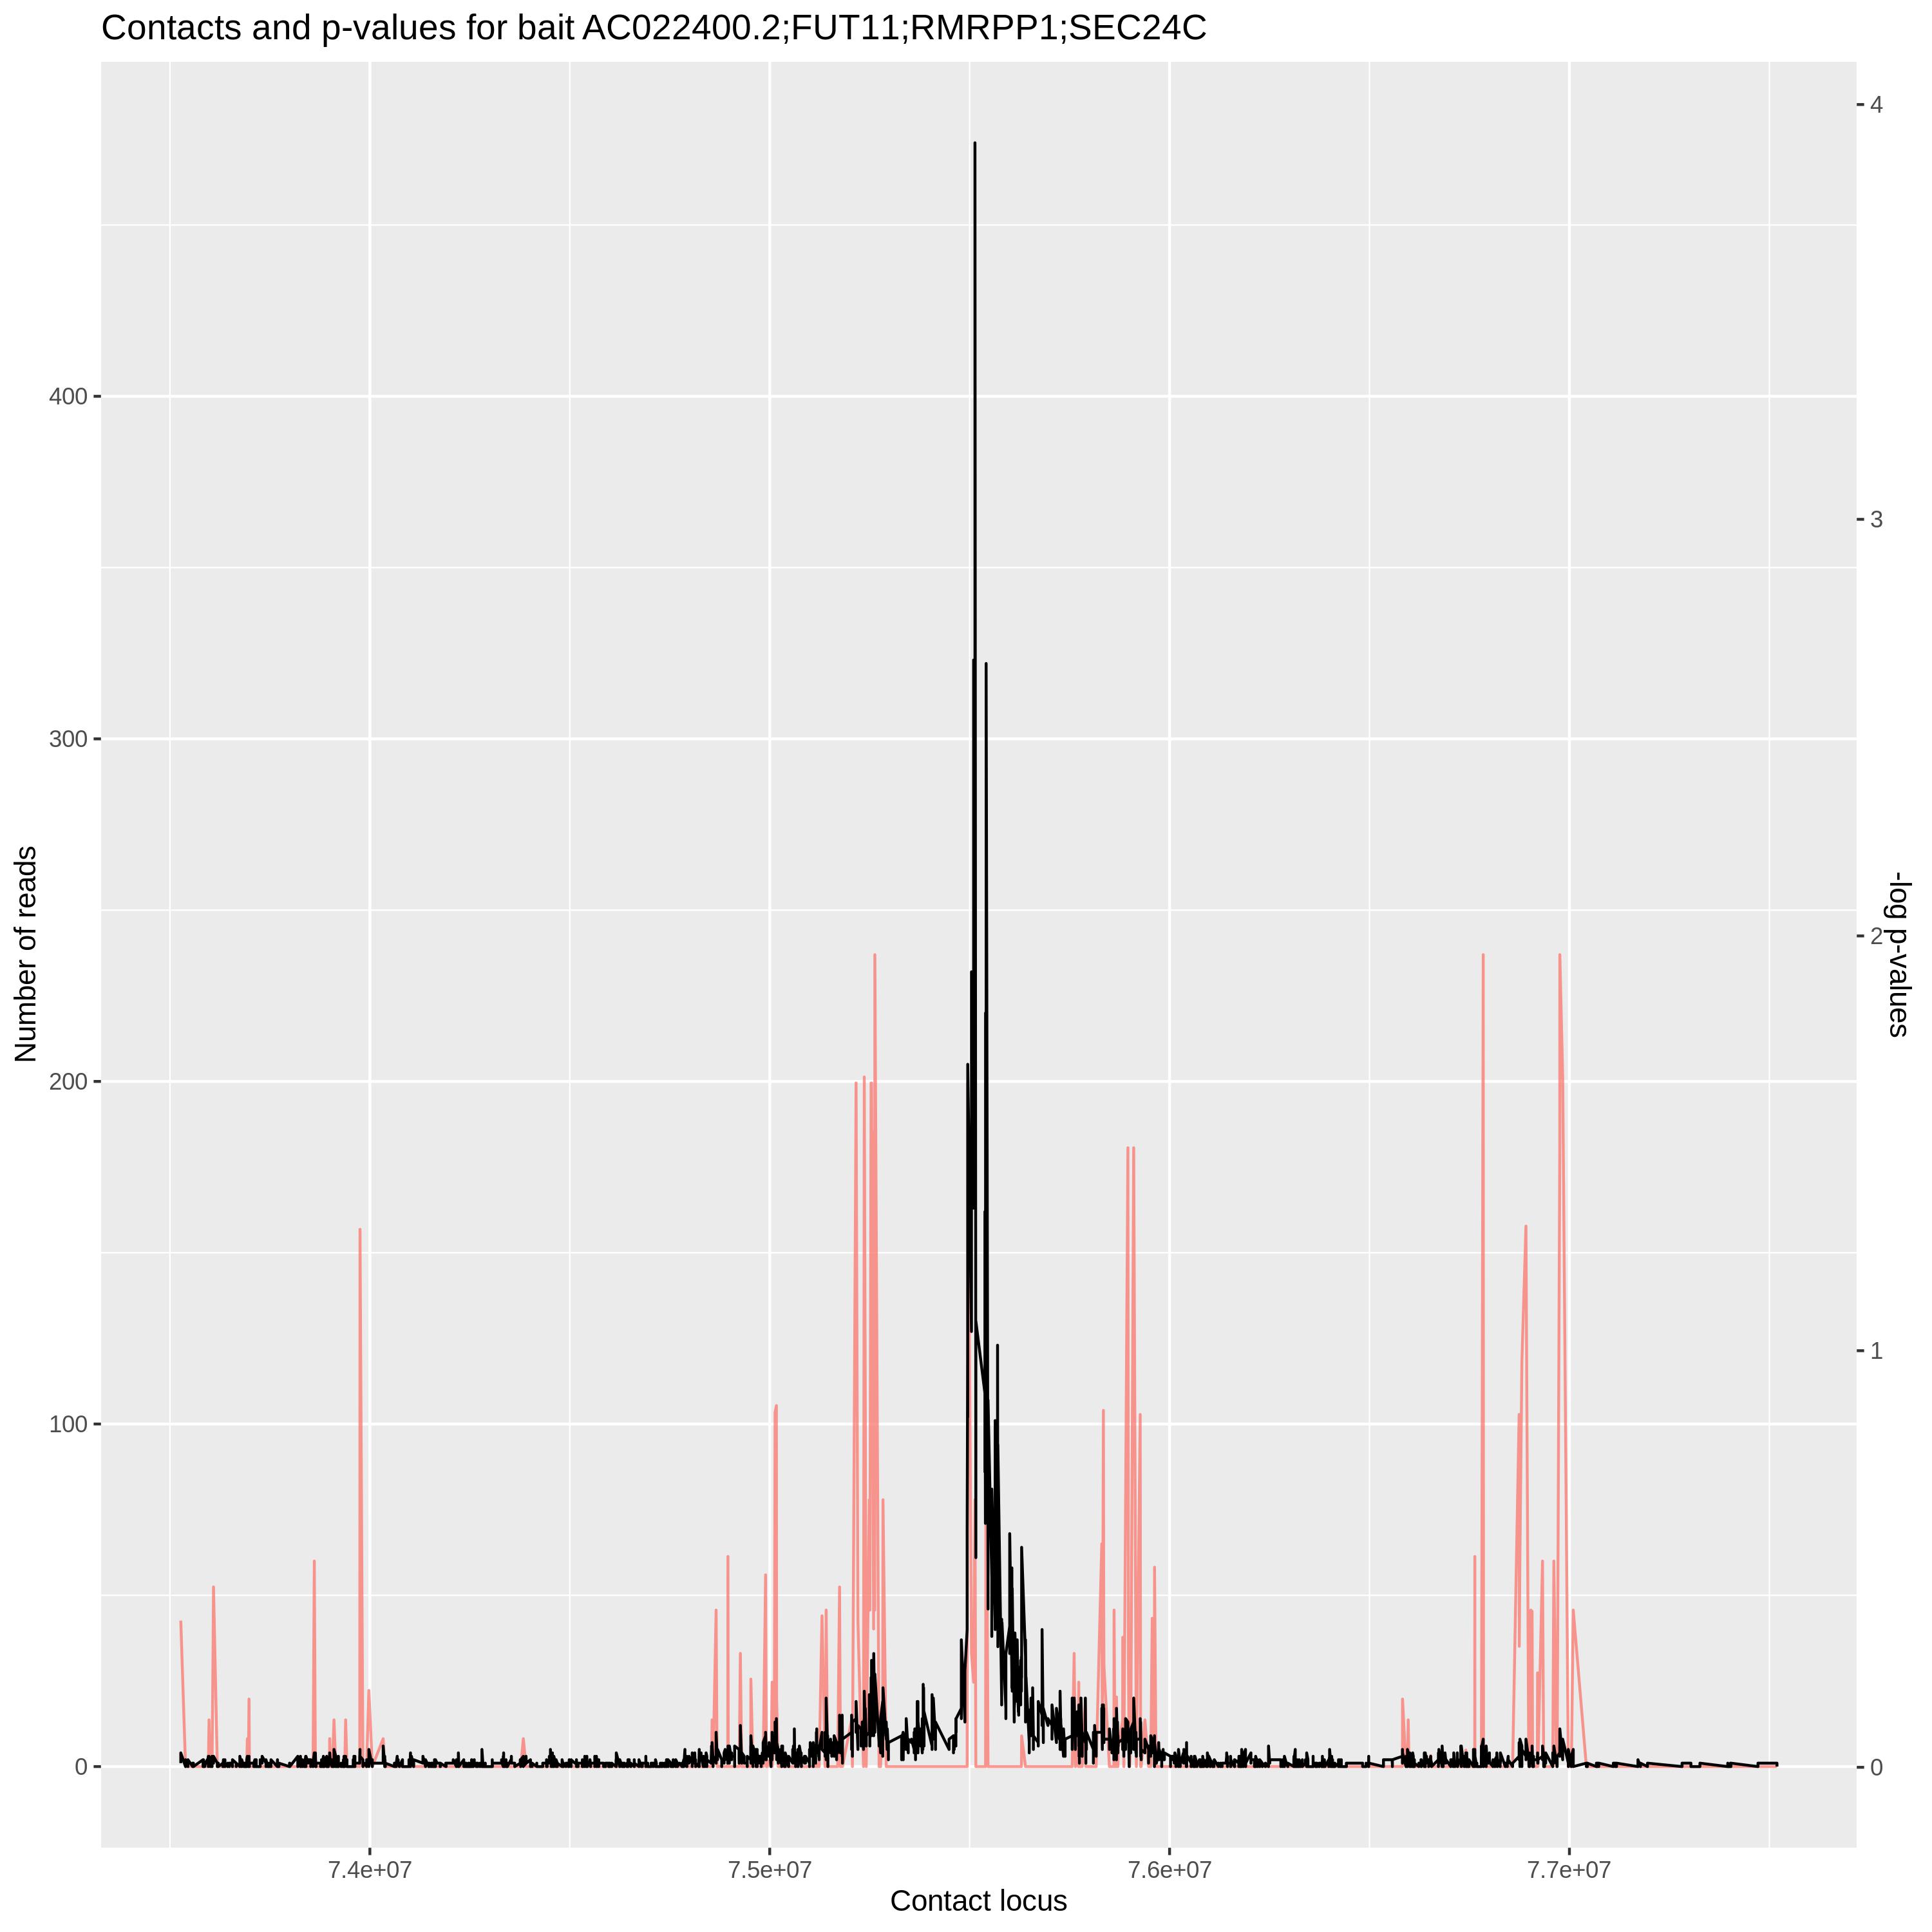 Contacts and p-values for bait AC022400.2;FUT11;RMRPP1;SEC24C
4
400
3
300
Number of reads
-log p-values
2
200
1
100
0
0
7.4e+07 7.5e+07 7.6e+07 7.7e+07
Contact locus